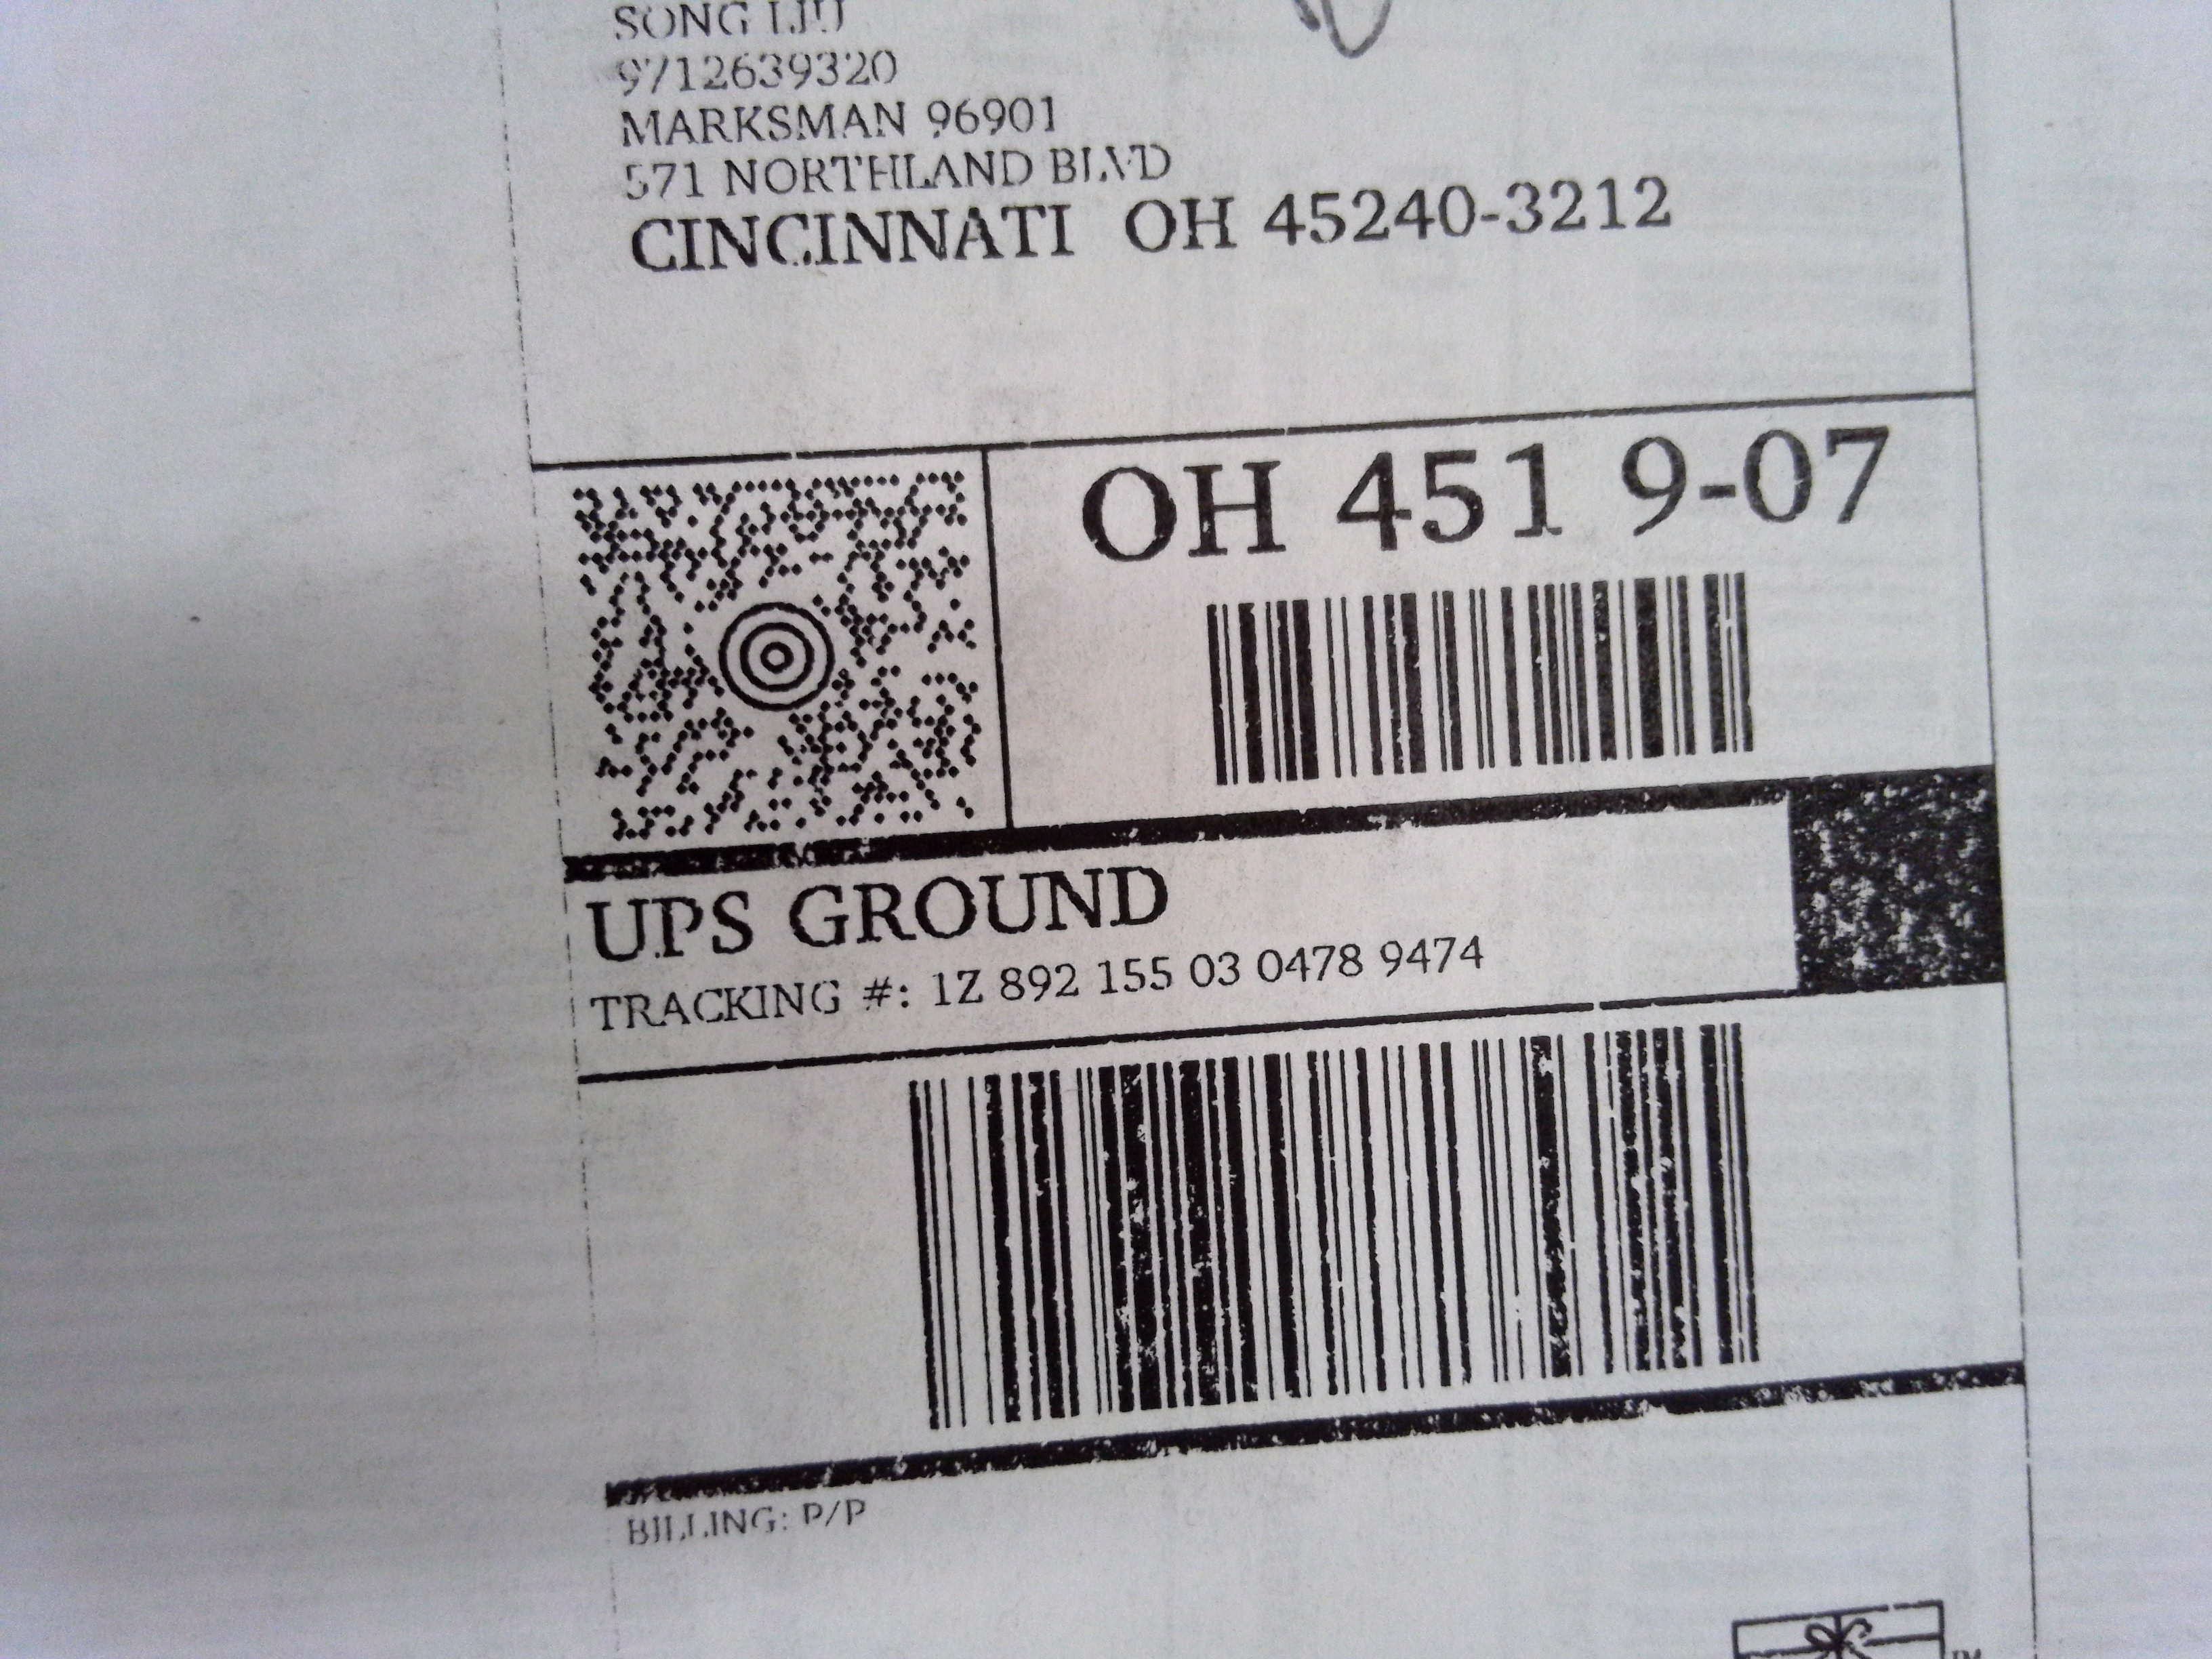 SONG LIU
9712639320
MARKSMAN 96901
571 NORTHLAND BLVD
CINCINNATI OH 45240-3212
OH 451 9-07
UPS GROUND
TRACKING #: 1Z 892 155 03 0478 9474
BILLING: P/P
TM